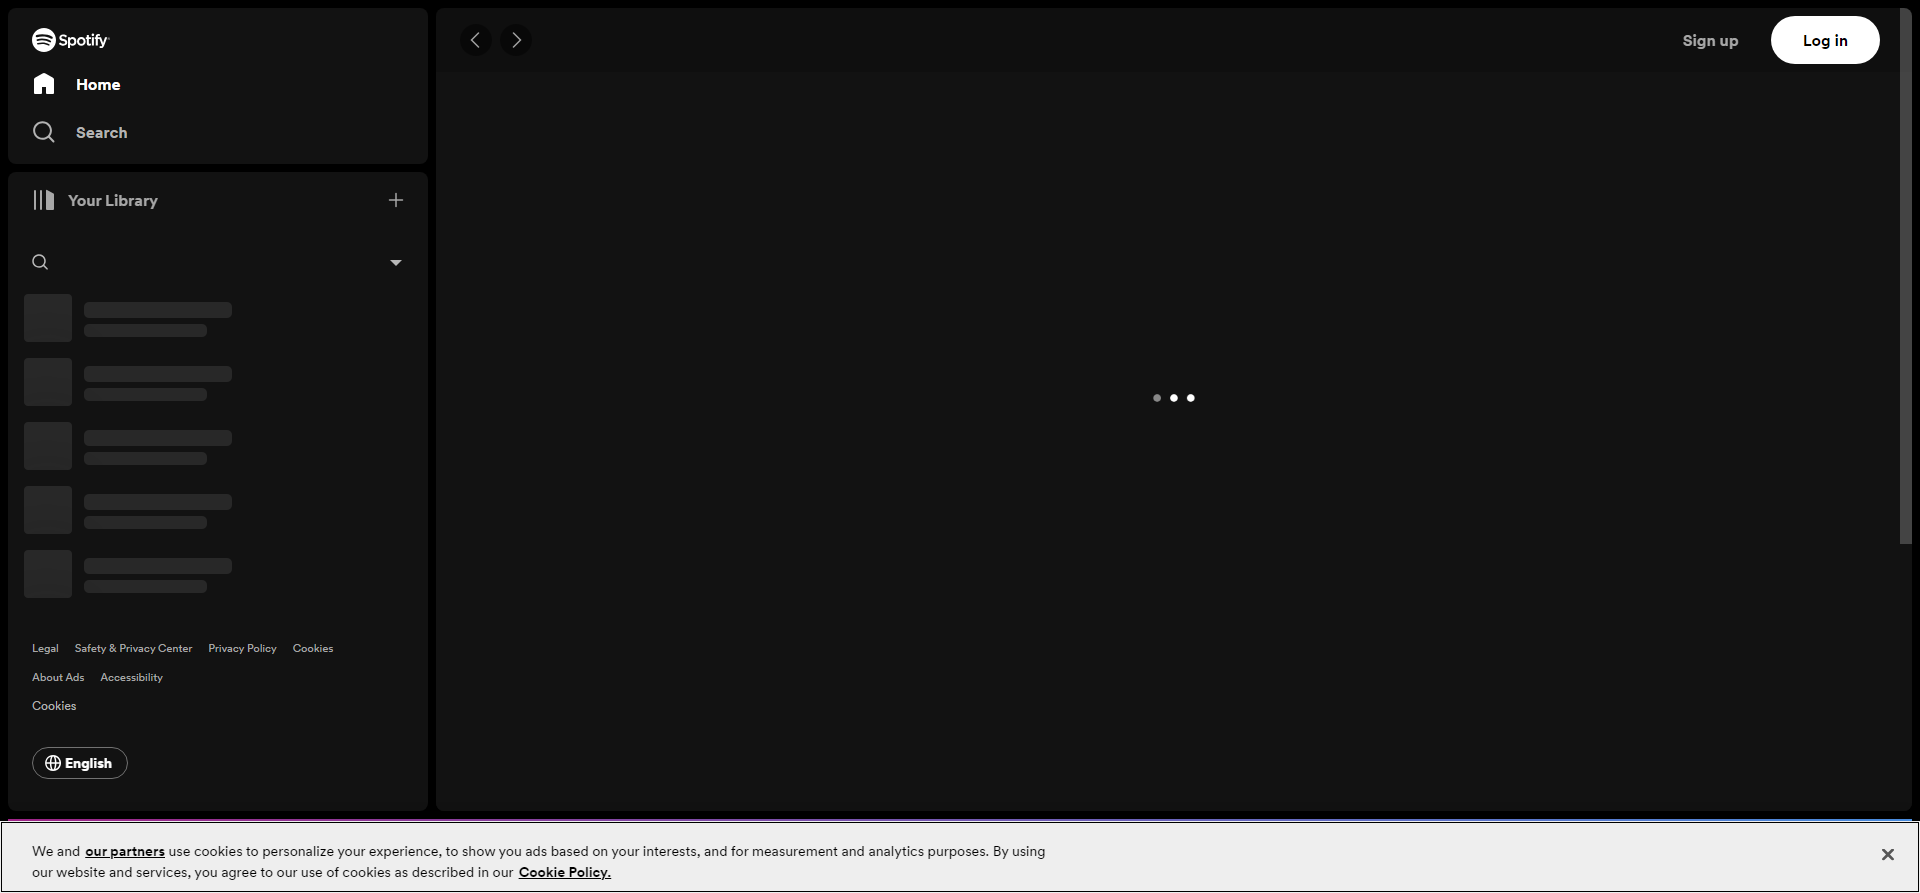 Spotify
Home
Search
Your Library
Legal Safety & Privacy Center Privacy Policy Cookies
About Ads Accessibility
Cookies
English
Sign up
Log in
We and our partners use cookies to personalize your experience, to show you ads based on your interests, and for measurement and analytics purposes. By using
our website and services, you agree to our use of cookies as described in our Cookie Policy.